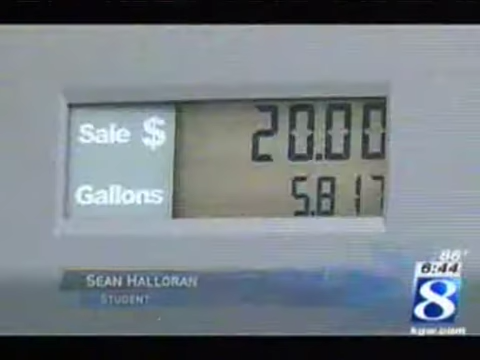 Sale $ 20.00
Gallons 5.817
SEAN HALLORAN
STUDENT
86°
6:44
8
kgw.com